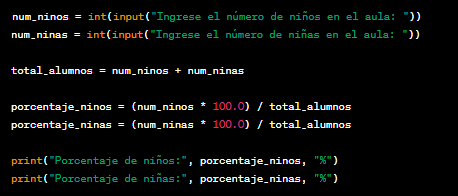 num_ninos = int(input("Ingrese el número de niños en el aula: "))
num_ninas = int(input("Ingrese el número de niñas en el aula: "))
total_alumnos = num_ninos + num_ninas
porcentaje_ninos = (num_ninos * 100.0) / total_alumnos
porcentaje_ninas = (num_ninas * 100.0) / total_alumnos
print("Porcentaje de niños:", porcentaje_ninos, "%")
print("Porcentaje de niñas:", porcentaje_ninas, "%")